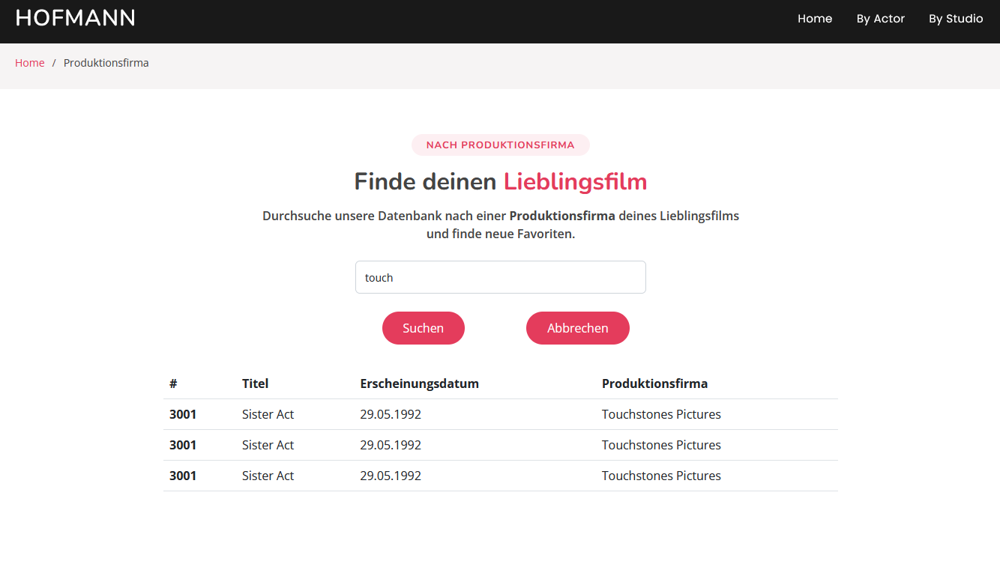 HOFMANN
Home By Actor By Studio
Home / Produktionsfirma
NACH PRODUKTIONSFIRMA
Finde deinen Lieblingsfilm
Durchsuche unsere Datenbank nach einer Produktionsfirma deines Lieblingsfilms
und finde neue Favoriten.
touch
Suchen Abbrechen
# Titel Erscheinungsdatum Produktionsfirma
3001 Sister Act 29.05.1992 Touchstones Pictures
3001 Sister Act 29.05.1992 Touchstones Pictures
3001 Sister Act 29.05.1992 Touchstones Pictures